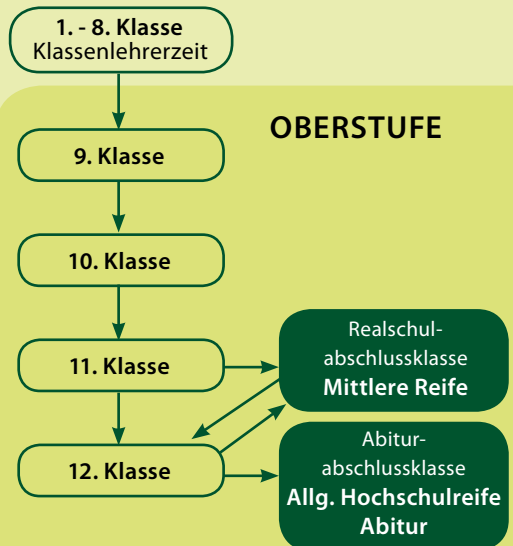 1. - 8. Klasse
Klassenlehrerzeit
OBERSTUFE
9. Klasse
10. Klasse
11. Klasse
Realschul-
abschlussklasse
Mittlere Reife
12. Klasse
Abitur-
abschlussklasse
Allg. Hochschulreife
Abitur